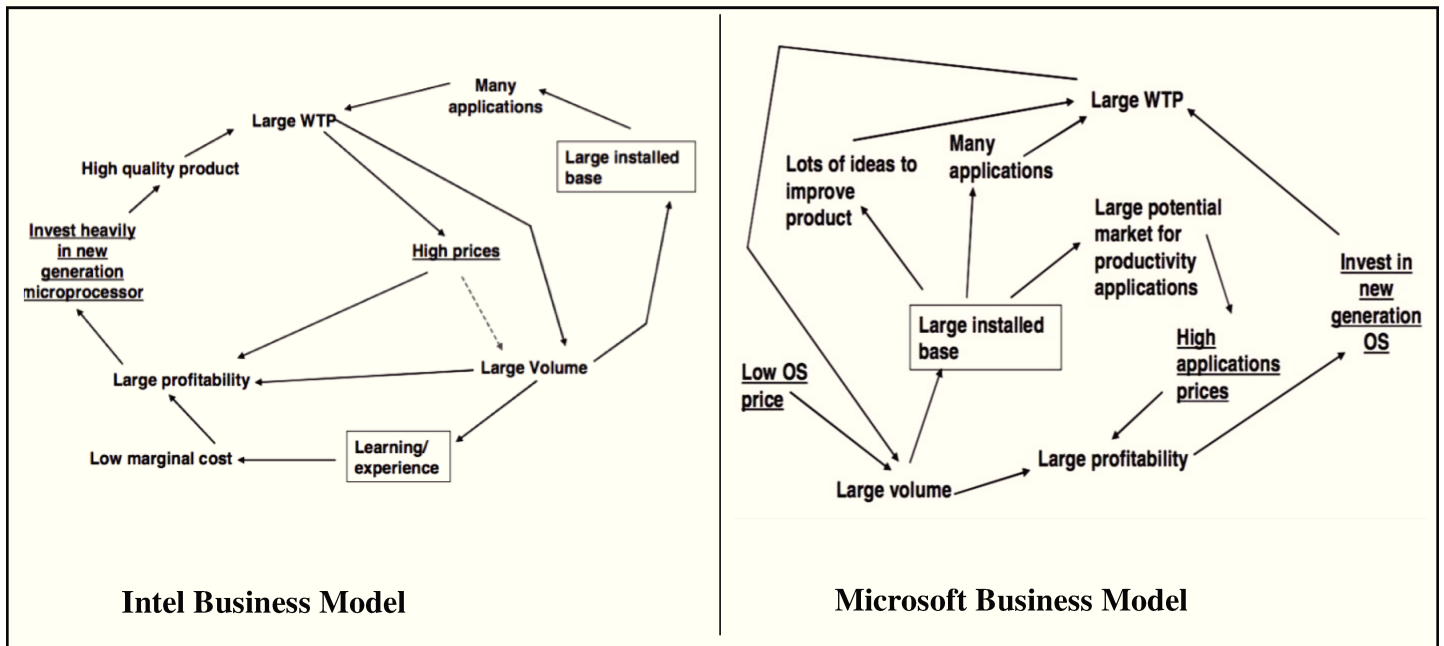 Many
applications
Large WTP
Large installed
base
High quality product
Invest heavily
in new
generation
microprocessor
High prices
Large Volume
Large profitability
Learning/
experience
Low marginal cost
Intel Business Model
Large WTP
Many
applications
Lots of ideas to
improve
product
Large potential
market for
productivity
applications
Invest in
new
generation
OS
Large installed
base
High
applications
prices
Low OS
price
Large profitability
Large volume
Microsoft Business Model